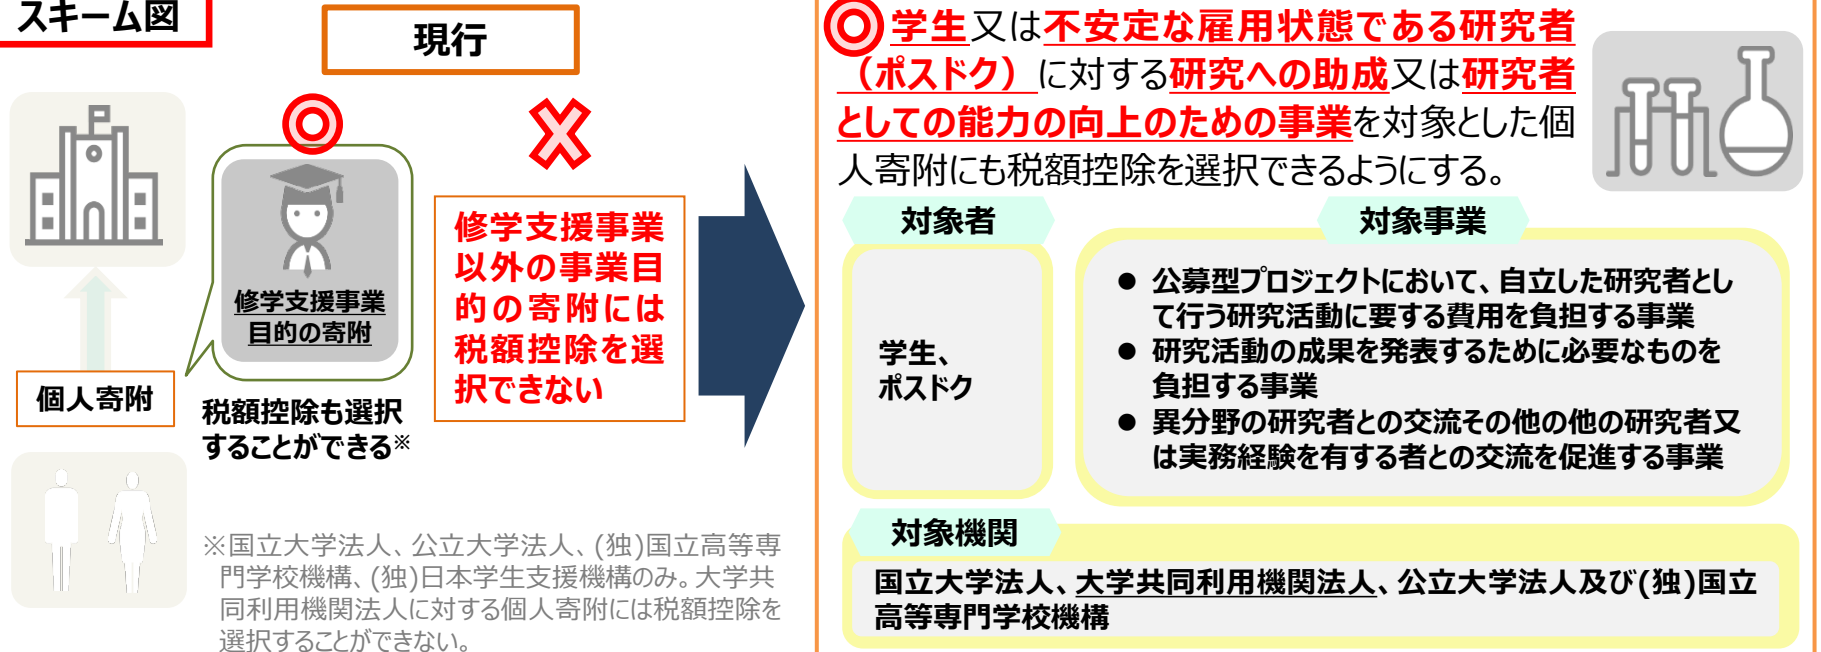 スキーム図
現行
個人寄附
修学支援事業
目的の寄附
税額控除も選択
することができる※
修学支援事業
以外の事業目
的の寄附には
税額控除を選
択できない
※国立大学法人、公立大学法人、(独)国立高等専
門学校機構、(独)日本学生支援機構のみ。大学共
同利用機関法人に対する個人寄附には税額控除を
選択することができない。
学生又は不安定な雇用状態である研究者
（ポスドク）に対する研究への助成又は研究者
としての能力の向上のための事業を対象とした個
人寄附にも税額控除を選択できるようにする。
対象者
学生、
ポスドク
対象事業
● 公募型プロジェクトにおいて、自立した研究者とし
て行う研究活動に要する費用を負担する事業
● 研究活動の成果を発表するために必要なものを
負担する事業
● 異分野の研究者との交流その他の他の研究者又
は実務経験を有する者との交流を促進する事業
対象機関
国立大学法人、大学共同利用機関法人、公立大学法人及び(独)国立
高等専門学校機構